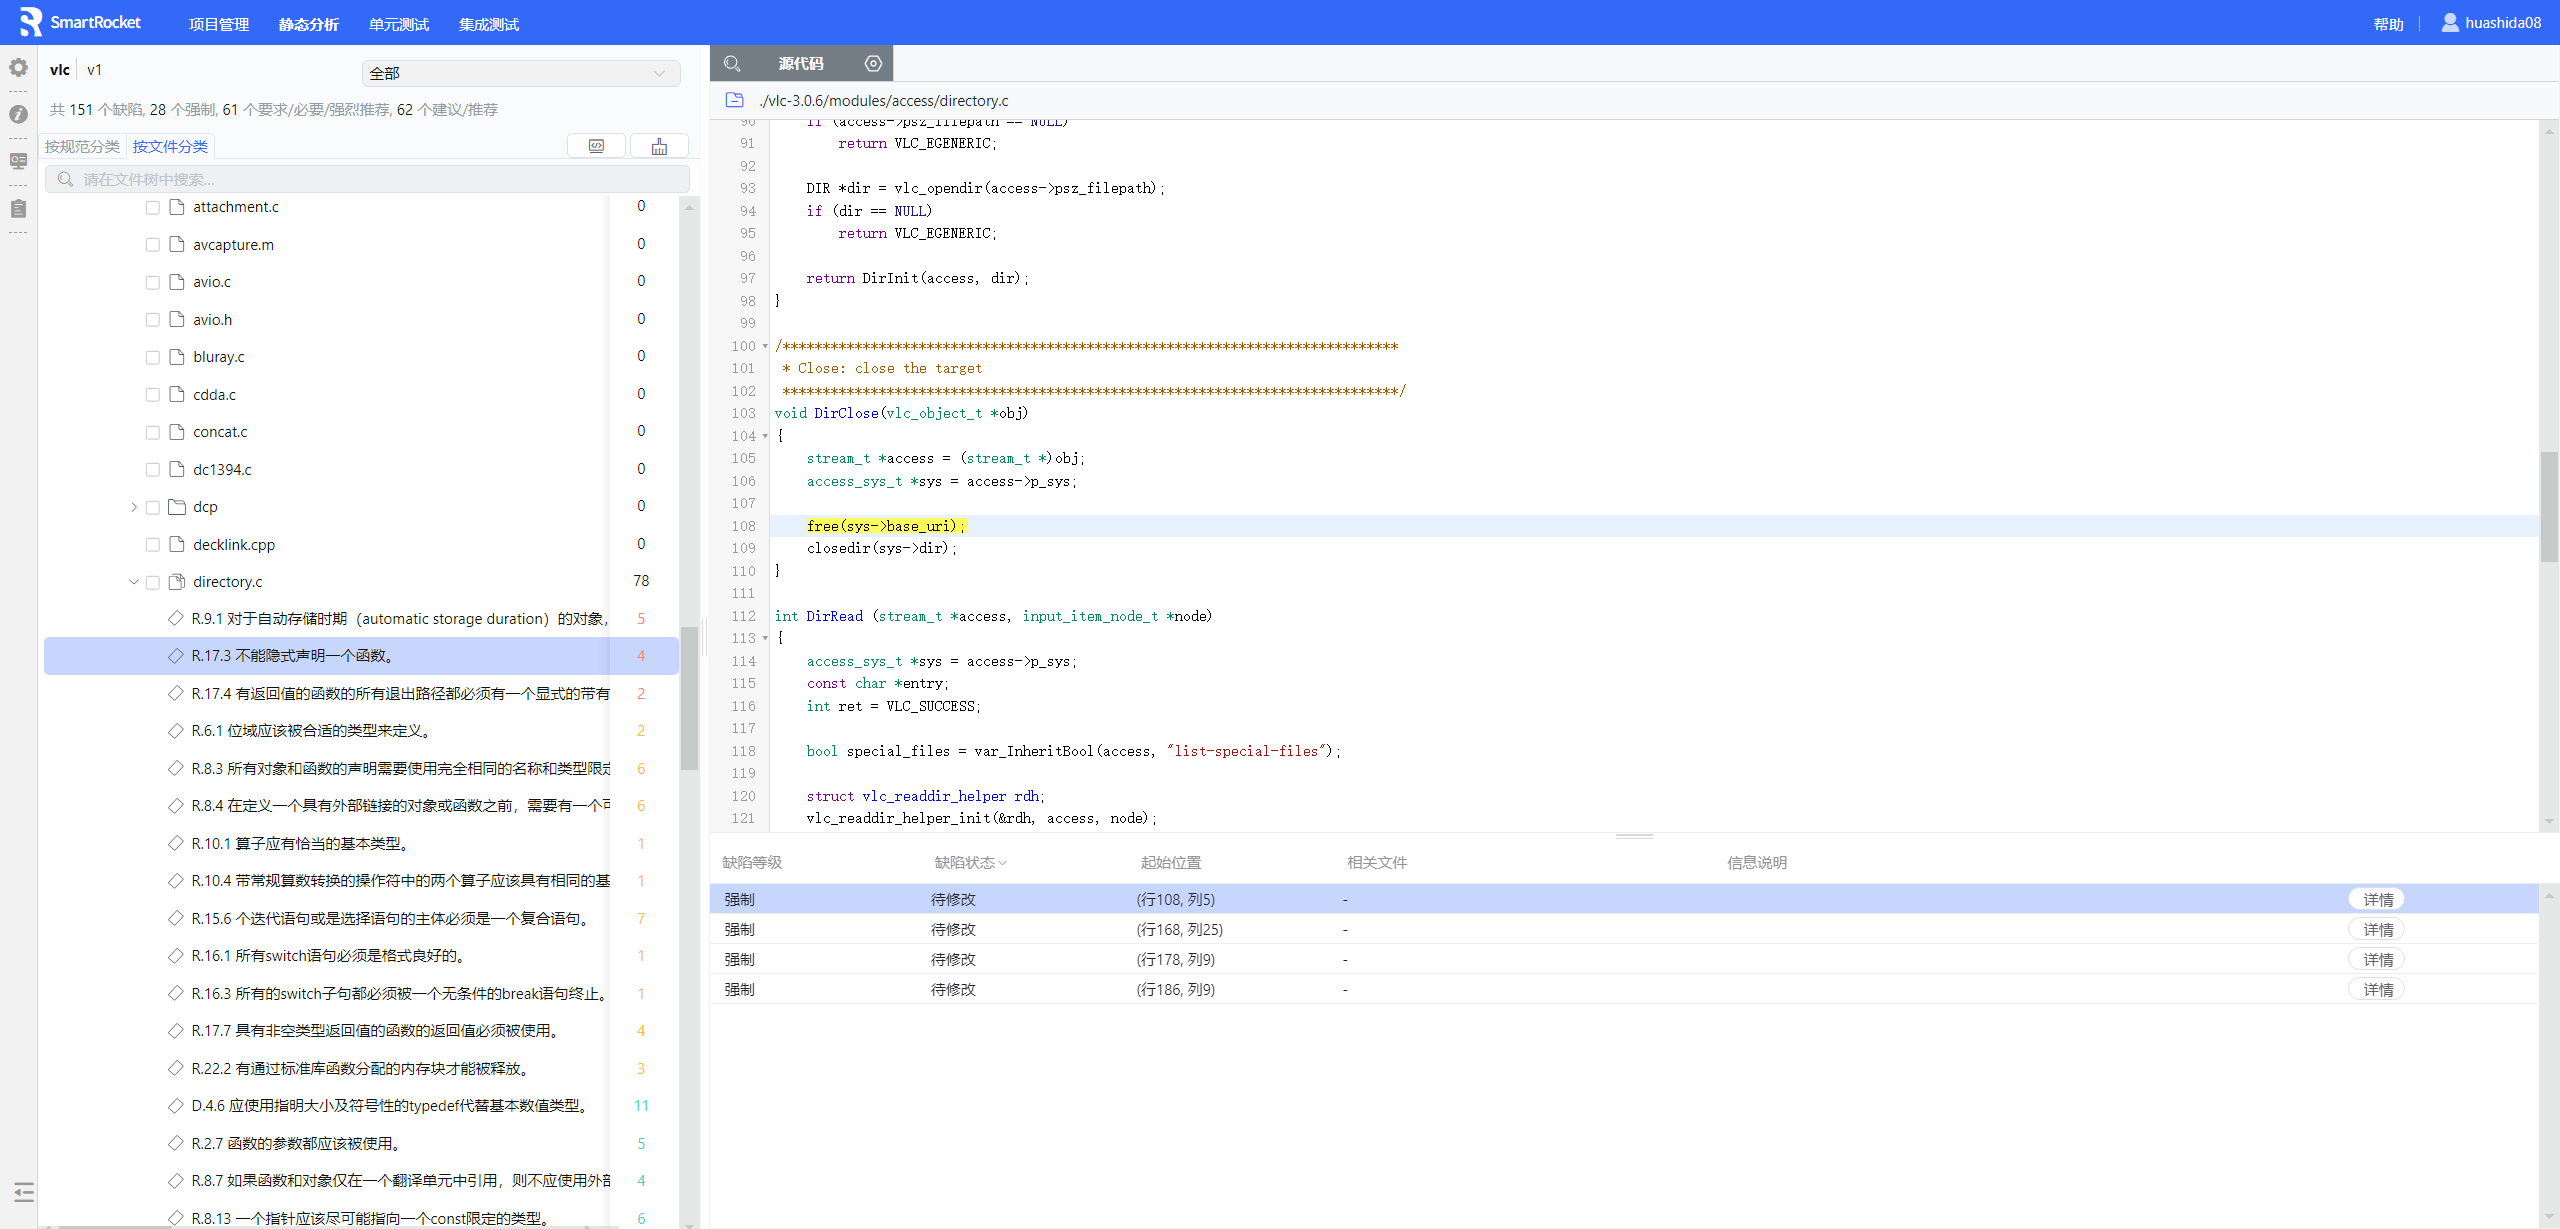 SmartRocket 项目管理 静态分析 单元测试 集成测试 帮助 huashida08
vlc v1 全部
共 151 个缺陷, 28 个强制, 61 个要求/必要/强烈推荐, 62 个建议/推荐
按规范分类 按文件分类
请在文件树中搜索...
attachment.c 0
avcapture.m 0
avio.c 0
avio.h 0
bluray.c 0
cdda.c 0
concat.c 0
dc1394.c 0
dcp 0
decklink.cpp 0
directory.c 78
R.9.1 对于自动存储时期（automatic storage duration）的对象， 5
R.17.3 不能隐式声明一个函数。 4
R.17.4 有返回值的函数的所有退出路径都必须有一个显式的带有 2
R.6.1 位域应该被合适的类型来定义。 2
R.8.3 所有对象和函数的声明需要使用完全相同的名称和类型限定 6
R.8.4 在定义一个具有外部链接的对象或函数之前，需要有一个可 6
R.10.1 算子应有恰当的基本类型。 1
R.10.4 带常规算数转换的操作符中的两个算子应该具有相同的基 1
R.15.6 个迭代语句或是选择语句的主体必须是一个复合语句。 7
R.16.1 所有switch语句必须是格式良好的。 1
R.16.3 所有的switch子句都必须被一个无条件的break语句终止。 1
R.17.7 具有非空类型返回值的函数的返回值必须被使用。 4
R.22.2 有通过标准库函数分配的内存块才能被释放。 3
D.4.6 应使用指明大小及符号性的typedef代替基本数值类型。 11
R.2.7 函数的参数都应该被使用。 5
R.8.7 如果函数和对象仅在一个翻译单元中引用，则不应使用外部 4
R.8.13 一个指针应该尽可能指向一个const限定的类型。 6
源代码
./vlc-3.0.6/modules/access/directory.c
90 if (access->psz_filepath == NULL)
91 return VLC_EGENERIC;
92
93 DIR *dir = vlc_opendir(access->psz_filepath);
94 if (dir == NULL)
95 return VLC_EGENERIC;
96
97 return DirInit(access, dir);
98 }
99
100 /*****************************************************************************
101 * Close: close the target
102 *****************************************************************************/
103 void DirClose(vlc_object_t *obj)
104 {
105 stream_t *access = (stream_t *)obj;
106 access_sys_t *sys = access->p_sys;
107
108 free(sys->base_uri);
109 closedir(sys->dir);
110 }
111
112 int DirRead (stream_t *access, input_item_node_t *node)
113 {
114 access_sys_t *sys = access->p_sys;
115 const char *entry;
116 int ret = VLC_SUCCESS;
117
118 bool special_files = var_InheritBool(access, "list-special-files");
119
120 struct vlc_readdir_helper rdh;
121 vlc_readdir_helper_init(&rdh, access, node);
缺陷等级 缺陷状态 起始位置 相关文件 信息说明
强制 待修改 (行108, 列5) - 详情
强制 待修改 (行168, 列25) - 详情
强制 待修改 (行178, 列9) - 详情
强制 待修改 (行186, 列9) - 详情